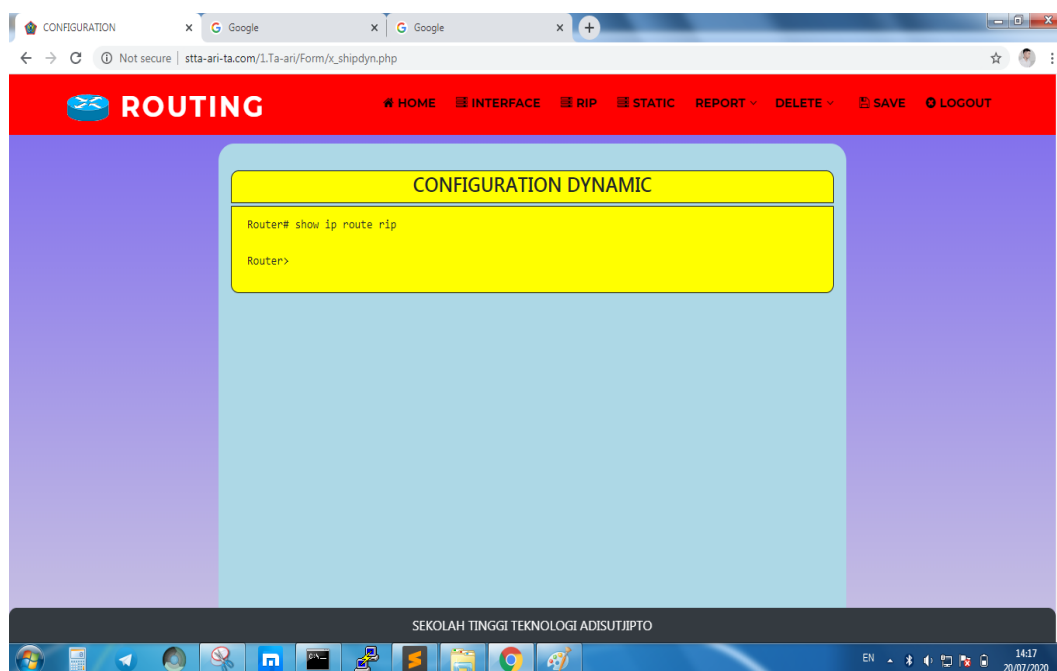 CONFIGURATION
Google
Google
Not secure | stta-ari-ta.com/1.Ta-ari/Form/x_shipdyn.php
ROUTING
HOME INTERFACE RIP STATIC REPORT DELETE SAVE LOGOUT
CONFIGURATION DYNAMIC
Router# show ip route rip
Router>
SEKOLAH TINGGI TEKNOLOGI ADISUTJIPTO
EN
14:17
20/07/2020